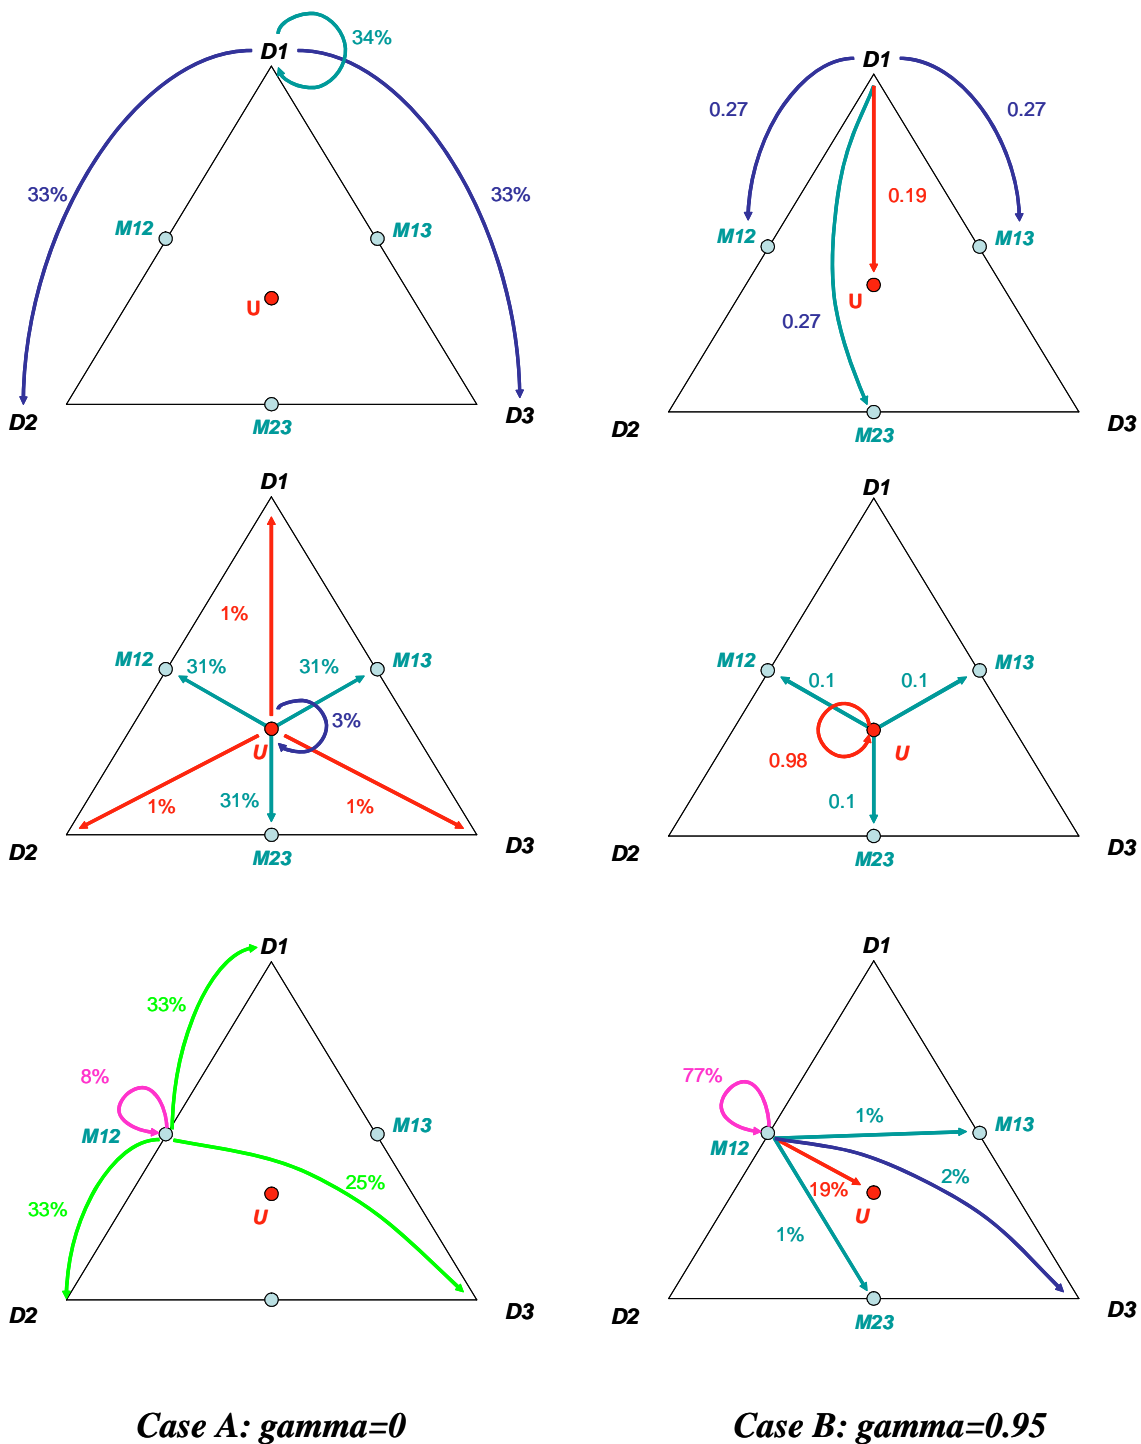 D1
34%
33%
33%
M12
M13
U
D2
M23
D3
D1
0.27
0.27
0.19
M12
M13
U
0.27
D2
M23
D3
D1
1%
M12
31%
31%
M13
3%
U
1%
31%
1%
D2
M23
D3
D1
M12
0.1
0.1
M13
0.98
U
0.1
D2
M23
D3
D1
33%
8%
M12
M13
25%
33%
U
D2
D3
D1
77%
1%
M12
M13
2%
19%
U
1%
D2
M23
D3
Case A: gamma=0
Case B: gamma=0.95